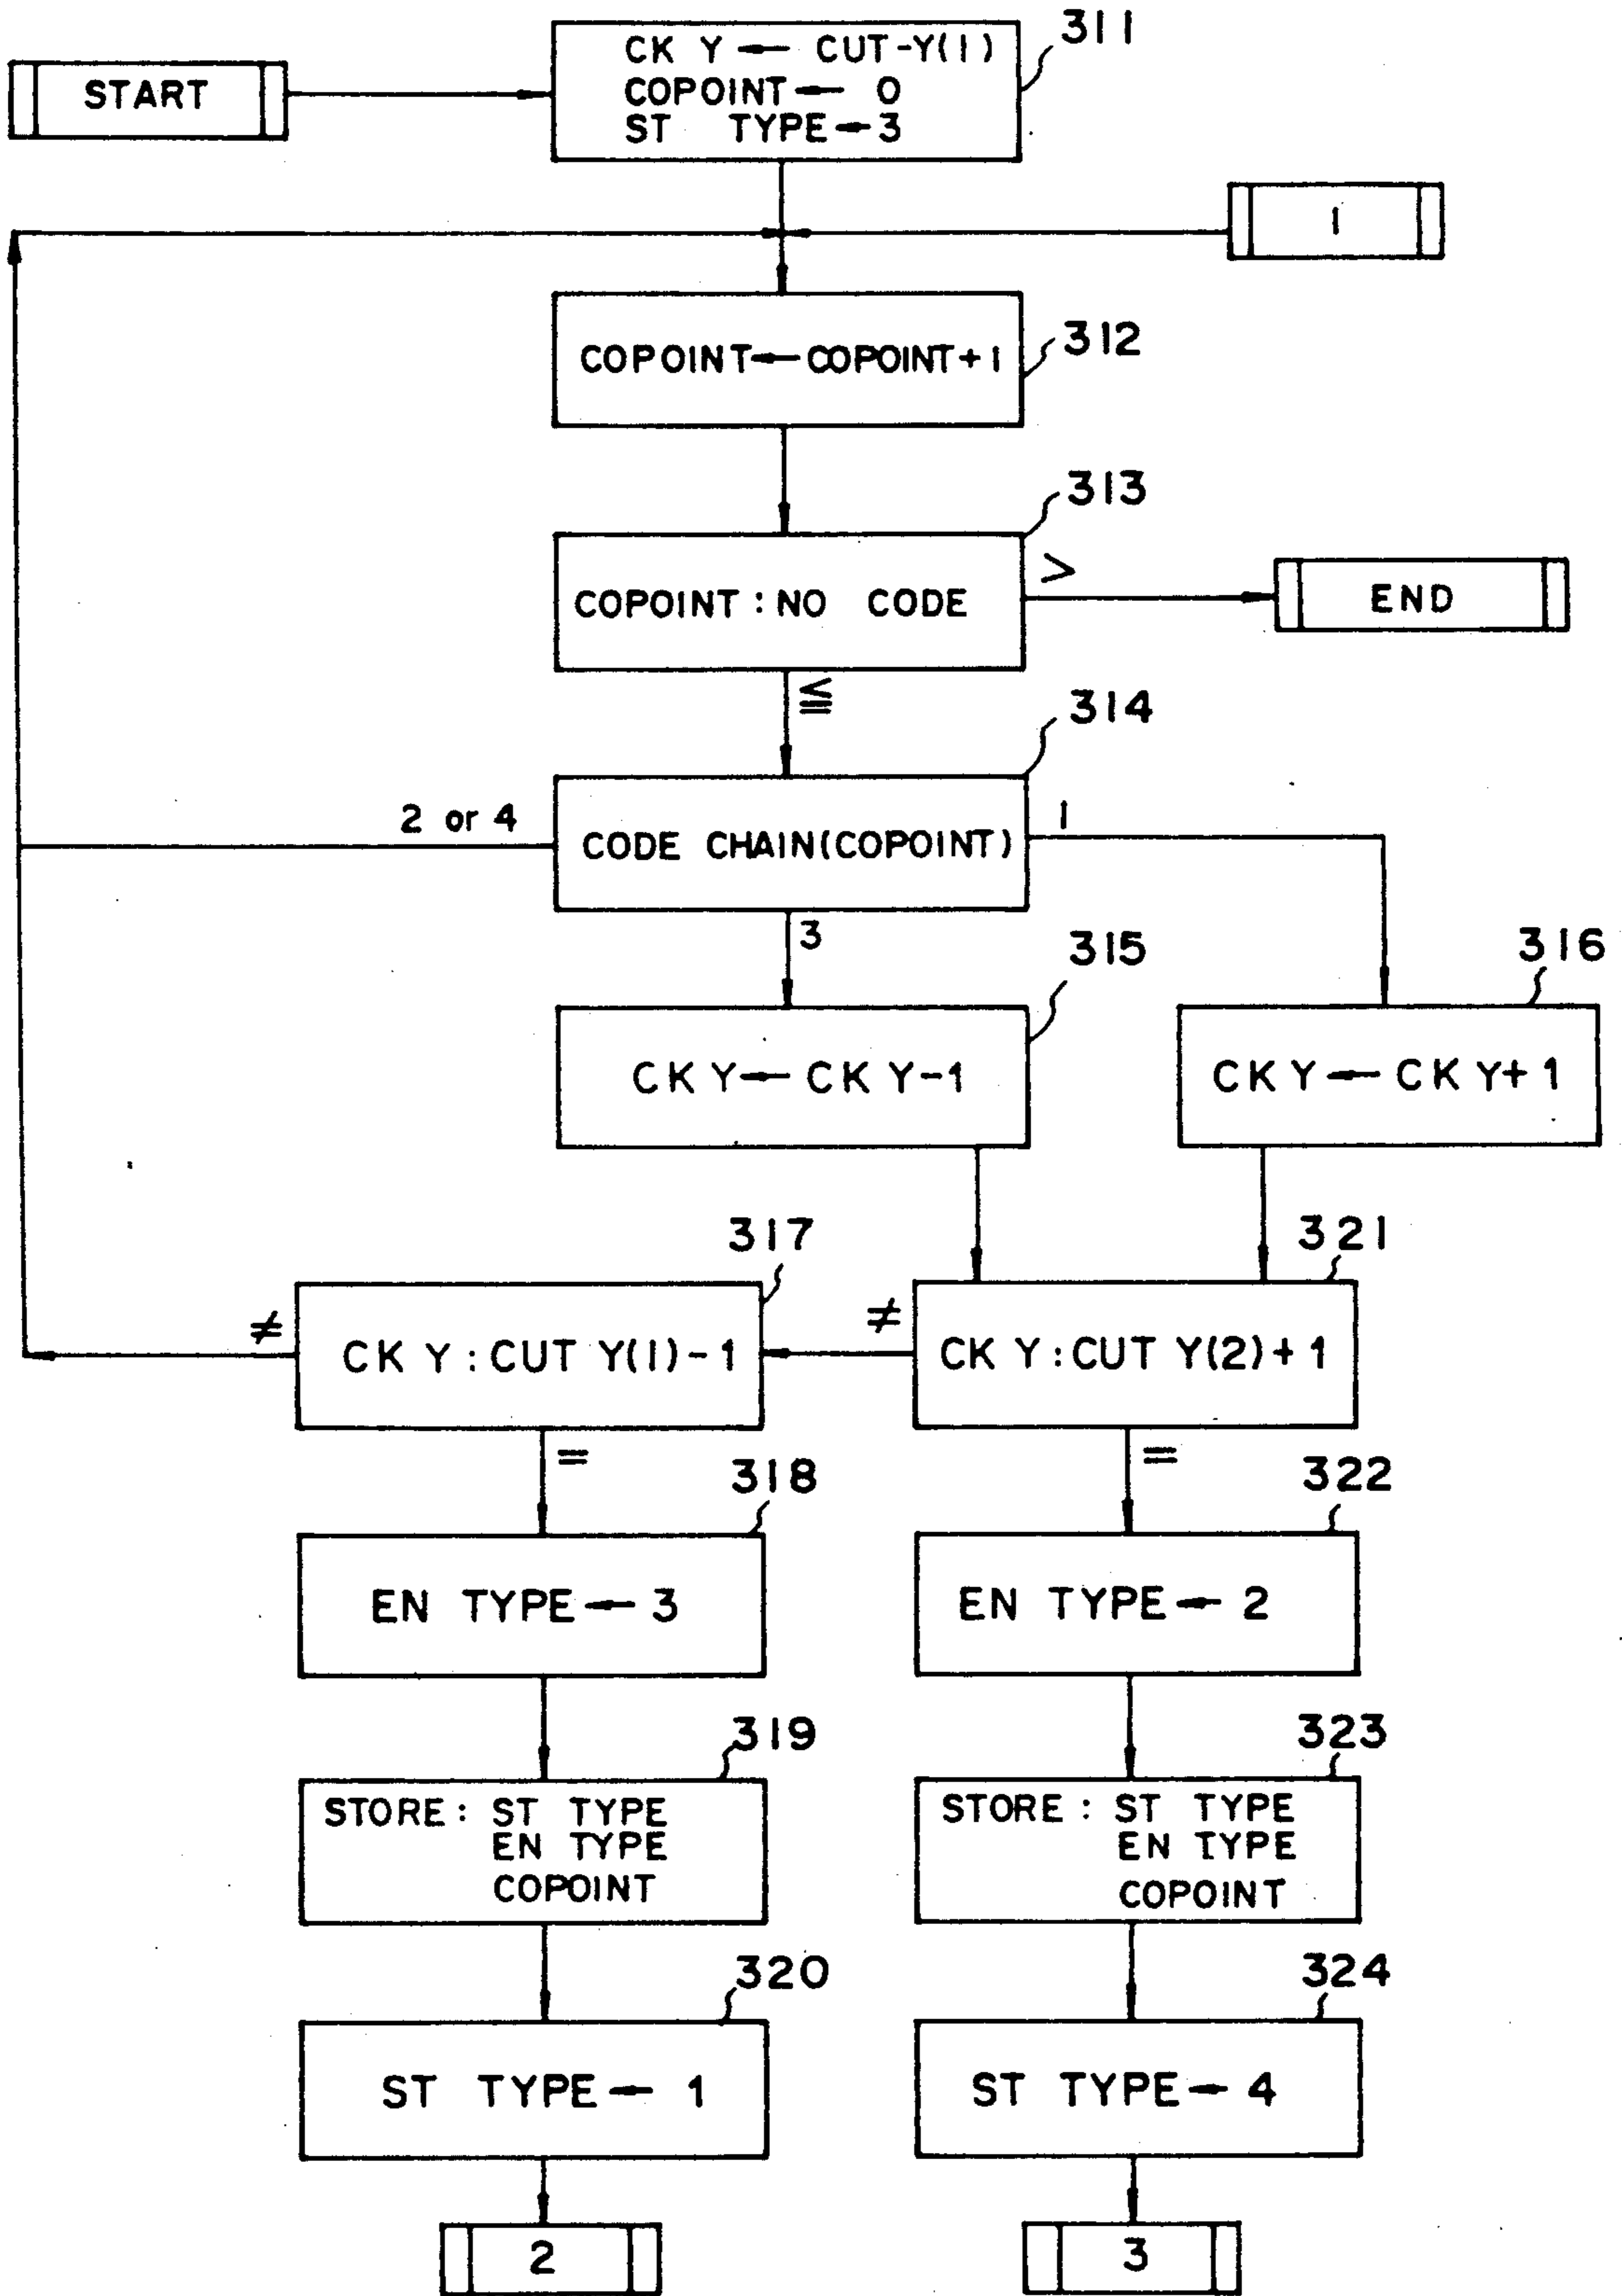 311
CK Y ← CUT-Y(1)
START
COPOINT ← 0
ST TYPE ← 3
1
312
COPOINT ← COPOINT+1
313
>
COPOINT : NO CODE
END
≦
314
2 or 4
1
CODE CHAIN(COPOINT)
3
315
316
CK Y ← CK Y-1
CK Y ← CK Y+1
317
321
≠
≠
CK Y : CUT Y(1)-1
CK Y : CUT Y(2)+1
=
=
318
322
EN TYPE ← 3
EN TYPE ← 2
319
323
STORE : ST TYPE
EN TYPE
COPOINT
STORE : ST TYPE
EN TYPE
COPOINT
320
324
ST TYPE ← 1
ST TYPE ← 4
2
3